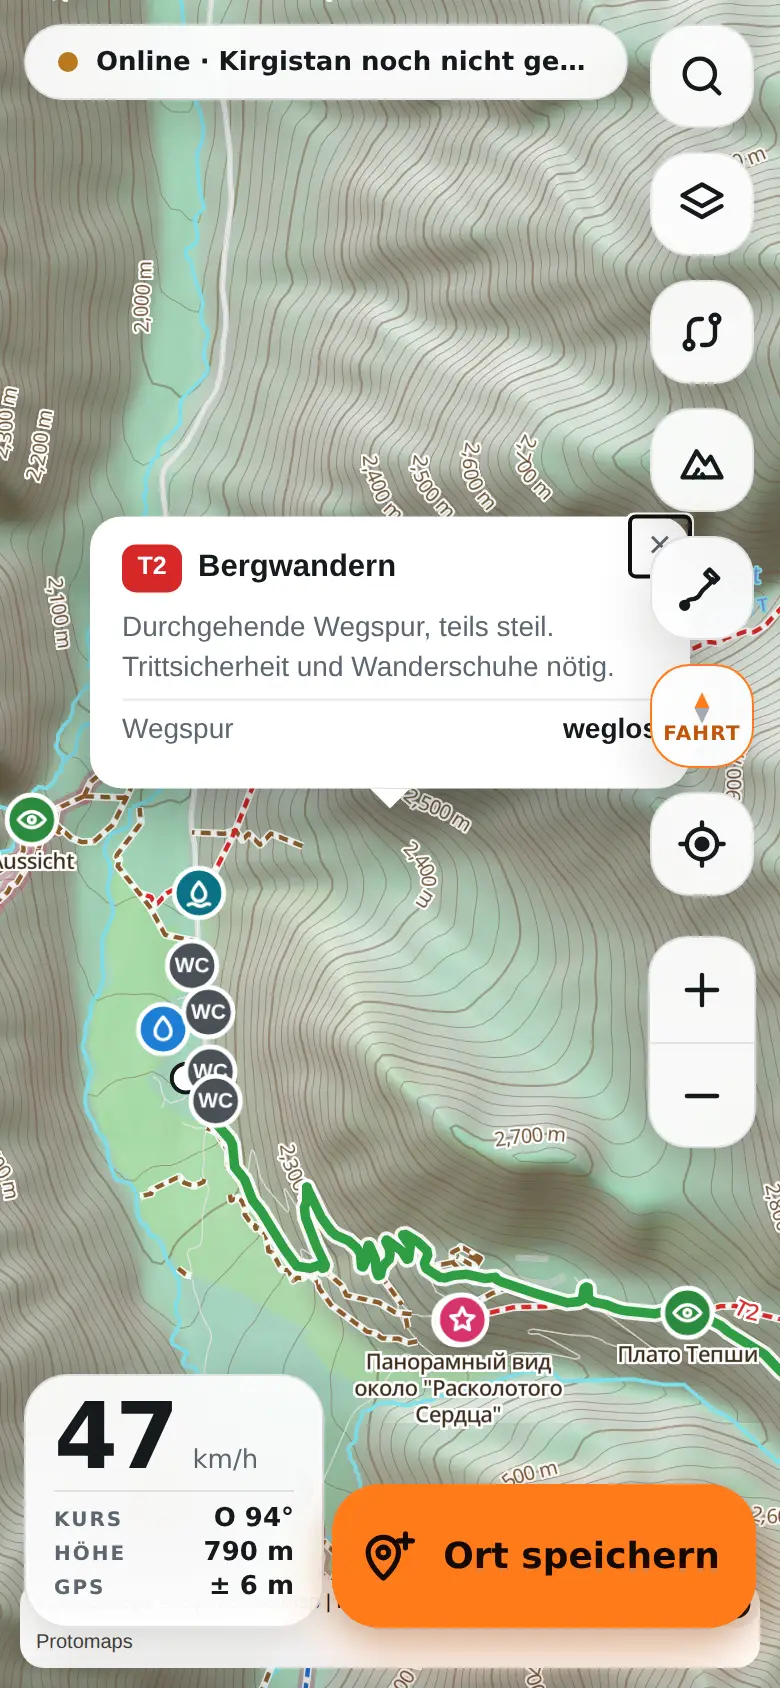 Online · Kirgistan noch nicht ge…
2,000 m
2,200 m
2,400 m
2,500 m
2,600 m
2,700 m
2,100 m
T2 Bergwandern
×
Durchgehende Wegspur, teils steil.
Trittsicherheit und Wanderschuhe nötig.
Wegspur weglos
FAHRT
2,500 m
2,400 m
Aussicht
WC
WC
WC
WC
2,700 m
T2
Плато Тепши
Панорамный вид
около "Расколотого
Сердца"
500 m
47 km/h
KURS O 94°
HÖHE 790 m
GPS ± 6 m
Ort speichern
Protomaps